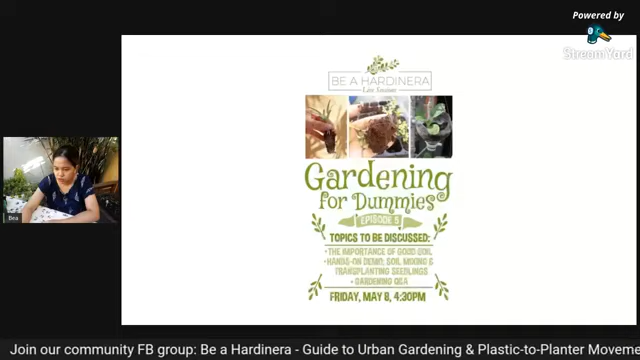 Powered by
StreamYard
BE A HARDINERA
Live Sessions
Gardening
for Dummies
EPISODE 5
TOPICS TO BE DISCUSSED:
• THE IMPORTANCE OF GOOD SOIL
• HANDS-ON DEMO: SOIL MIXING &
TRANSPLANTING SEEDLINGS
• GARDENING Q&A
FRIDAY, MAY 8, 4:30PM
Bea
Join our community FB group: Be a Hardinera - Guide to Urban Gardening & Plastic-to-Planter Moveme